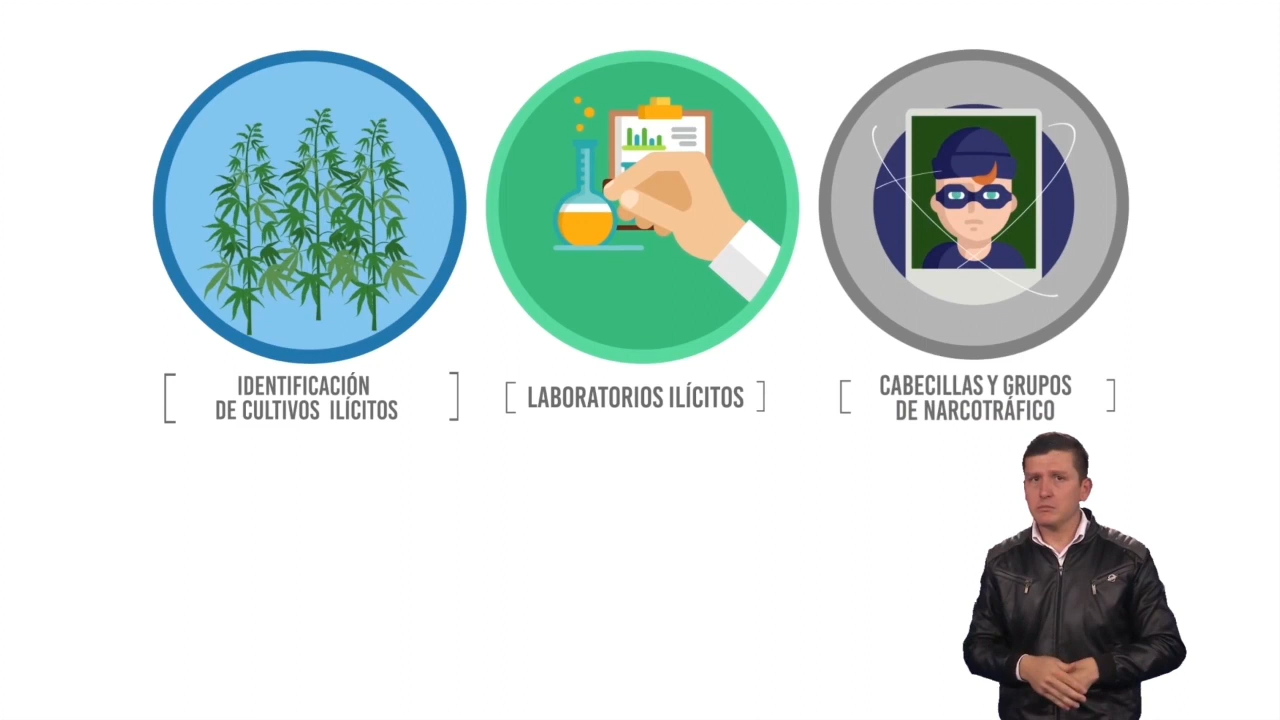 IDENTIFICACIÓN
DE CULTIVOS ILÍCITOS
LABORATORIOS ILÍCITOS
CABECILLAS Y GRUPOS
DE NARCOTRÁFICO